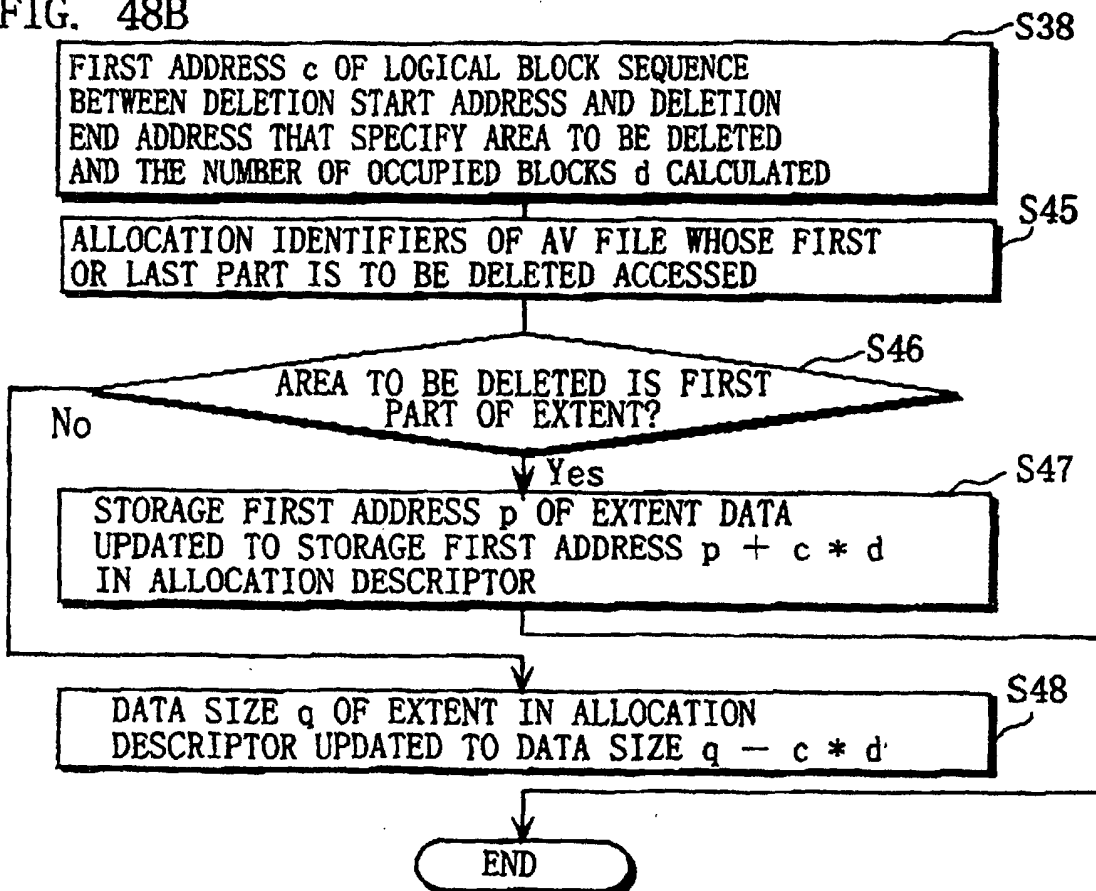 FIG. 48B
S38
FIRST ADDRESS c OF LOGICAL BLOCK SEQUENCE
BETWEEN DELETION START ADDRESS AND DELETION
END ADDRESS THAT SPECIFY AREA TO BE DELETED
AND THE NUMBER OF OCCUPIED BLOCKS d CALCULATED
S45
ALLOCATION IDENTIFIERS OF AV FILE WHOSE FIRST
OR LAST PART IS TO BE DELETED ACCESSED
S46
AREA TO BE DELETED IS FIRST
PART OF EXTENT?
No
Yes
S47
STORAGE FIRST ADDRESS p OF EXTENT DATA
UPDATED TO STORAGE FIRST ADDRESS p + c * d
IN ALLOCATION DESCRIPTOR
S48
DATA SIZE q OF EXTENT IN ALLOCATION
DESCRIPTOR UPDATED TO DATA SIZE q − c * d
END